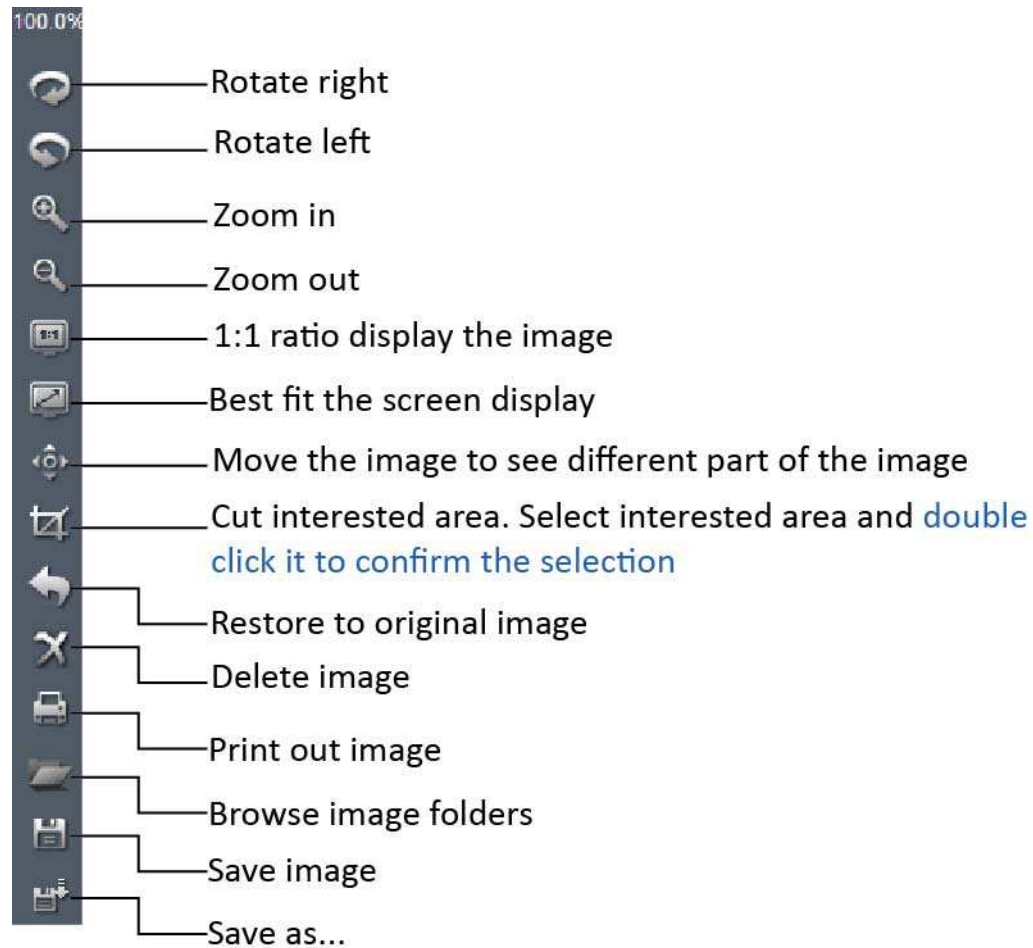 100.0%
Rotate right
Rotate left
Zoom in
Zoom out
1:1
1:1 ratio display the image
Best fit the screen display
Move the image to see different part of the image
Cut interested area. Select interested area and double
click it to confirm the selection
Restore to original image
Delete image
Print out image
Browse image folders
Save image
Save as...